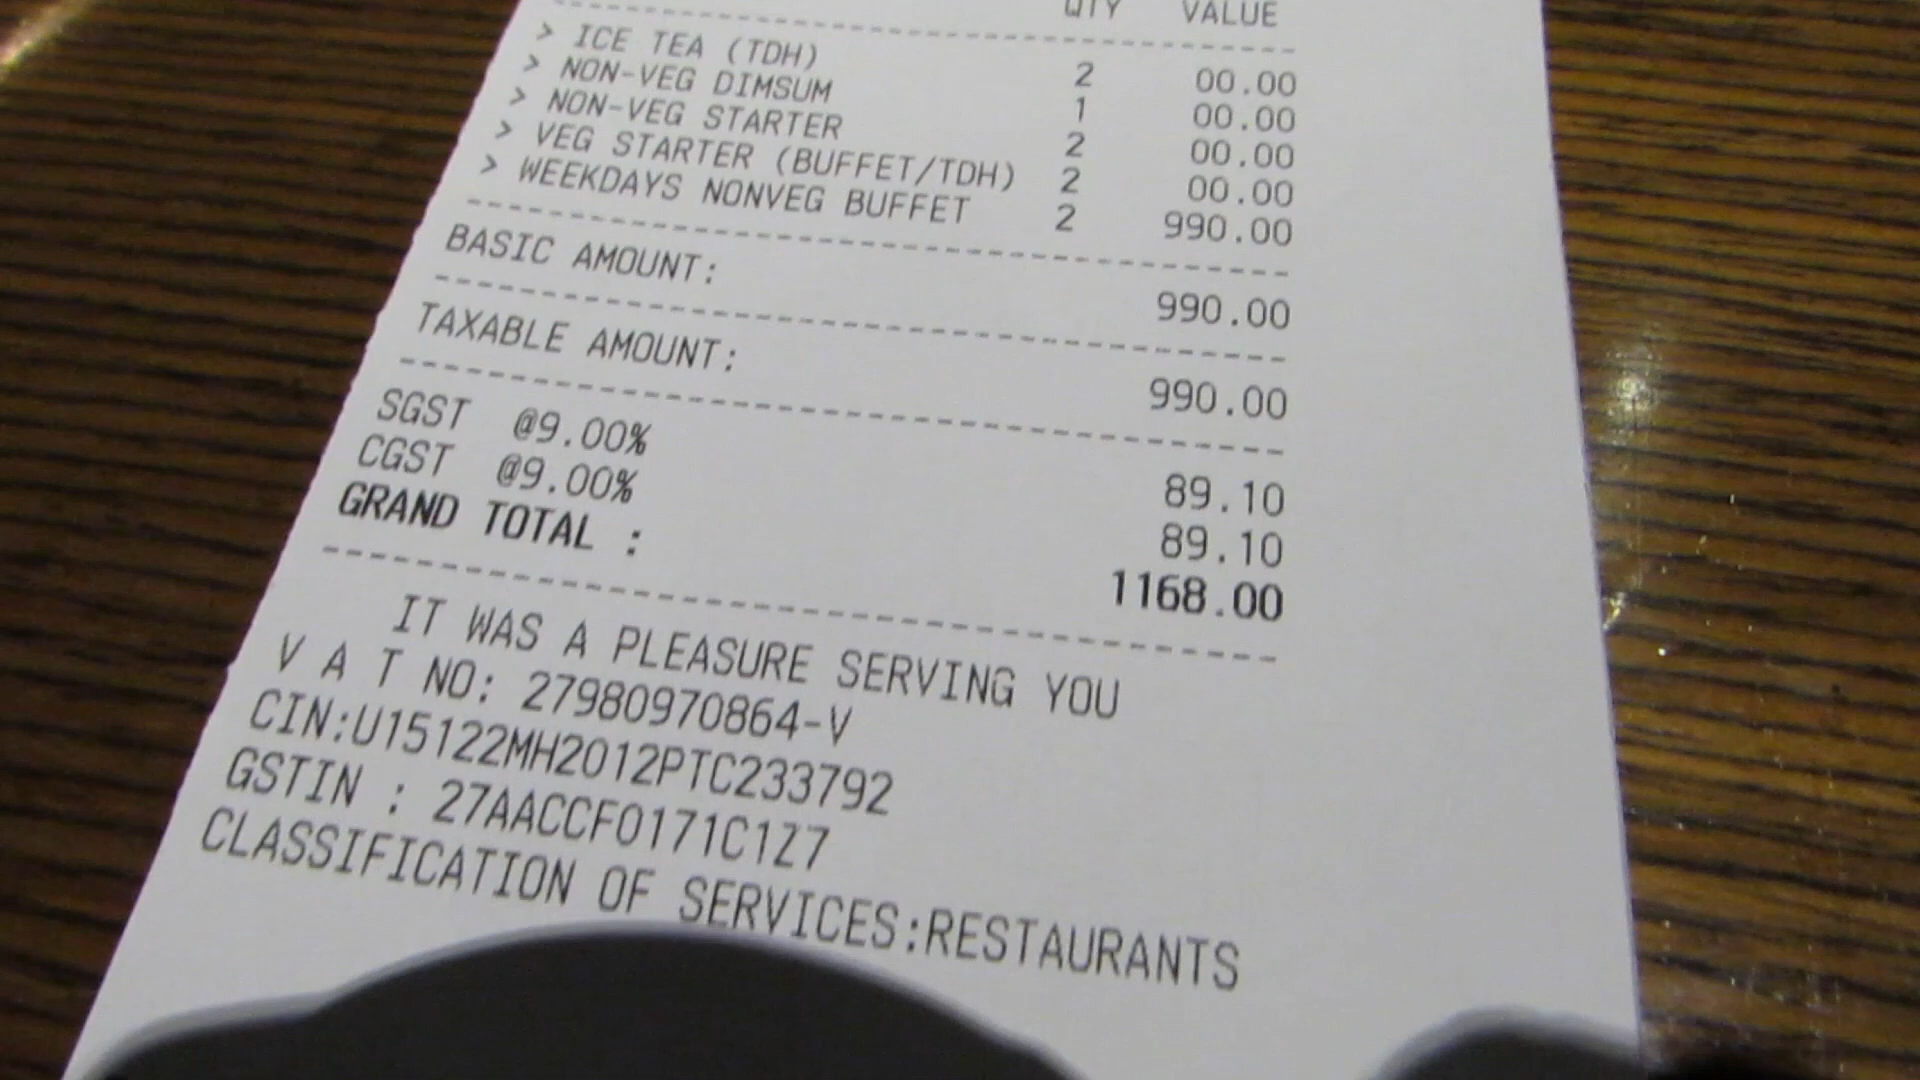 QTY VALUE
> ICE TEA (TDH) 2 00.00
> NON-VEG DIMSUM 1 00.00
> NON-VEG STARTER 2 00.00
> VEG STARTER (BUFFET/TDH) 2 00.00
> WEEKDAYS NONVEG BUFFET 2 990.00
BASIC AMOUNT: 990.00
TAXABLE AMOUNT: 990.00
SGST @9.00% 89.10
CGST @9.00% 89.10
GRAND TOTAL : 1168.00
IT WAS A PLEASURE SERVING YOU
V A T NO: 27980970864-V
CIN:U15122MH2012PTC233792
GSTIN : 27AACCF0171C1Z7
CLASSIFICATION OF SERVICES:RESTAURANTS